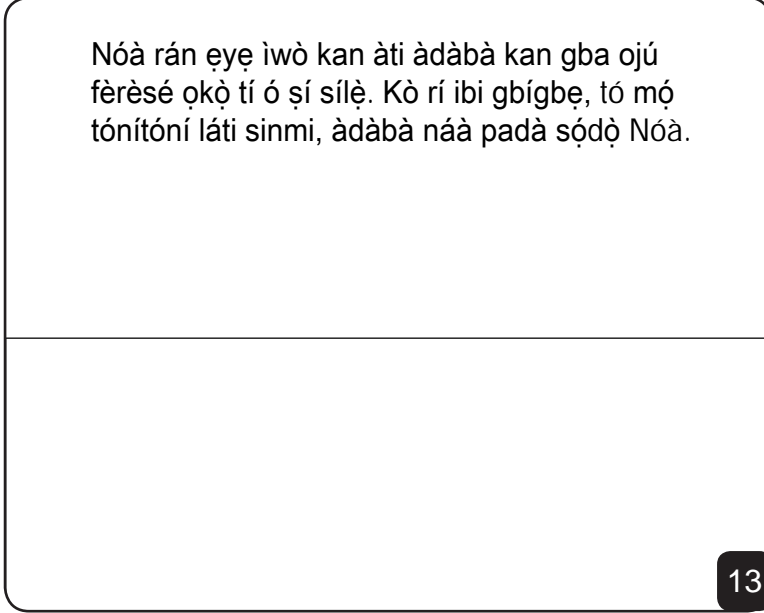 Nóà rán ẹyẹ ìwò kan àti àdàbà kan gba ojú
fèrèsé ọkọ̀ tí ó ṣí sílẹ̀. Kò rí ibi gbígbẹ, tó mọ́
tónítóní láti sinmi, àdàbà náà padà sọ́dọ̀ Nóà.
13